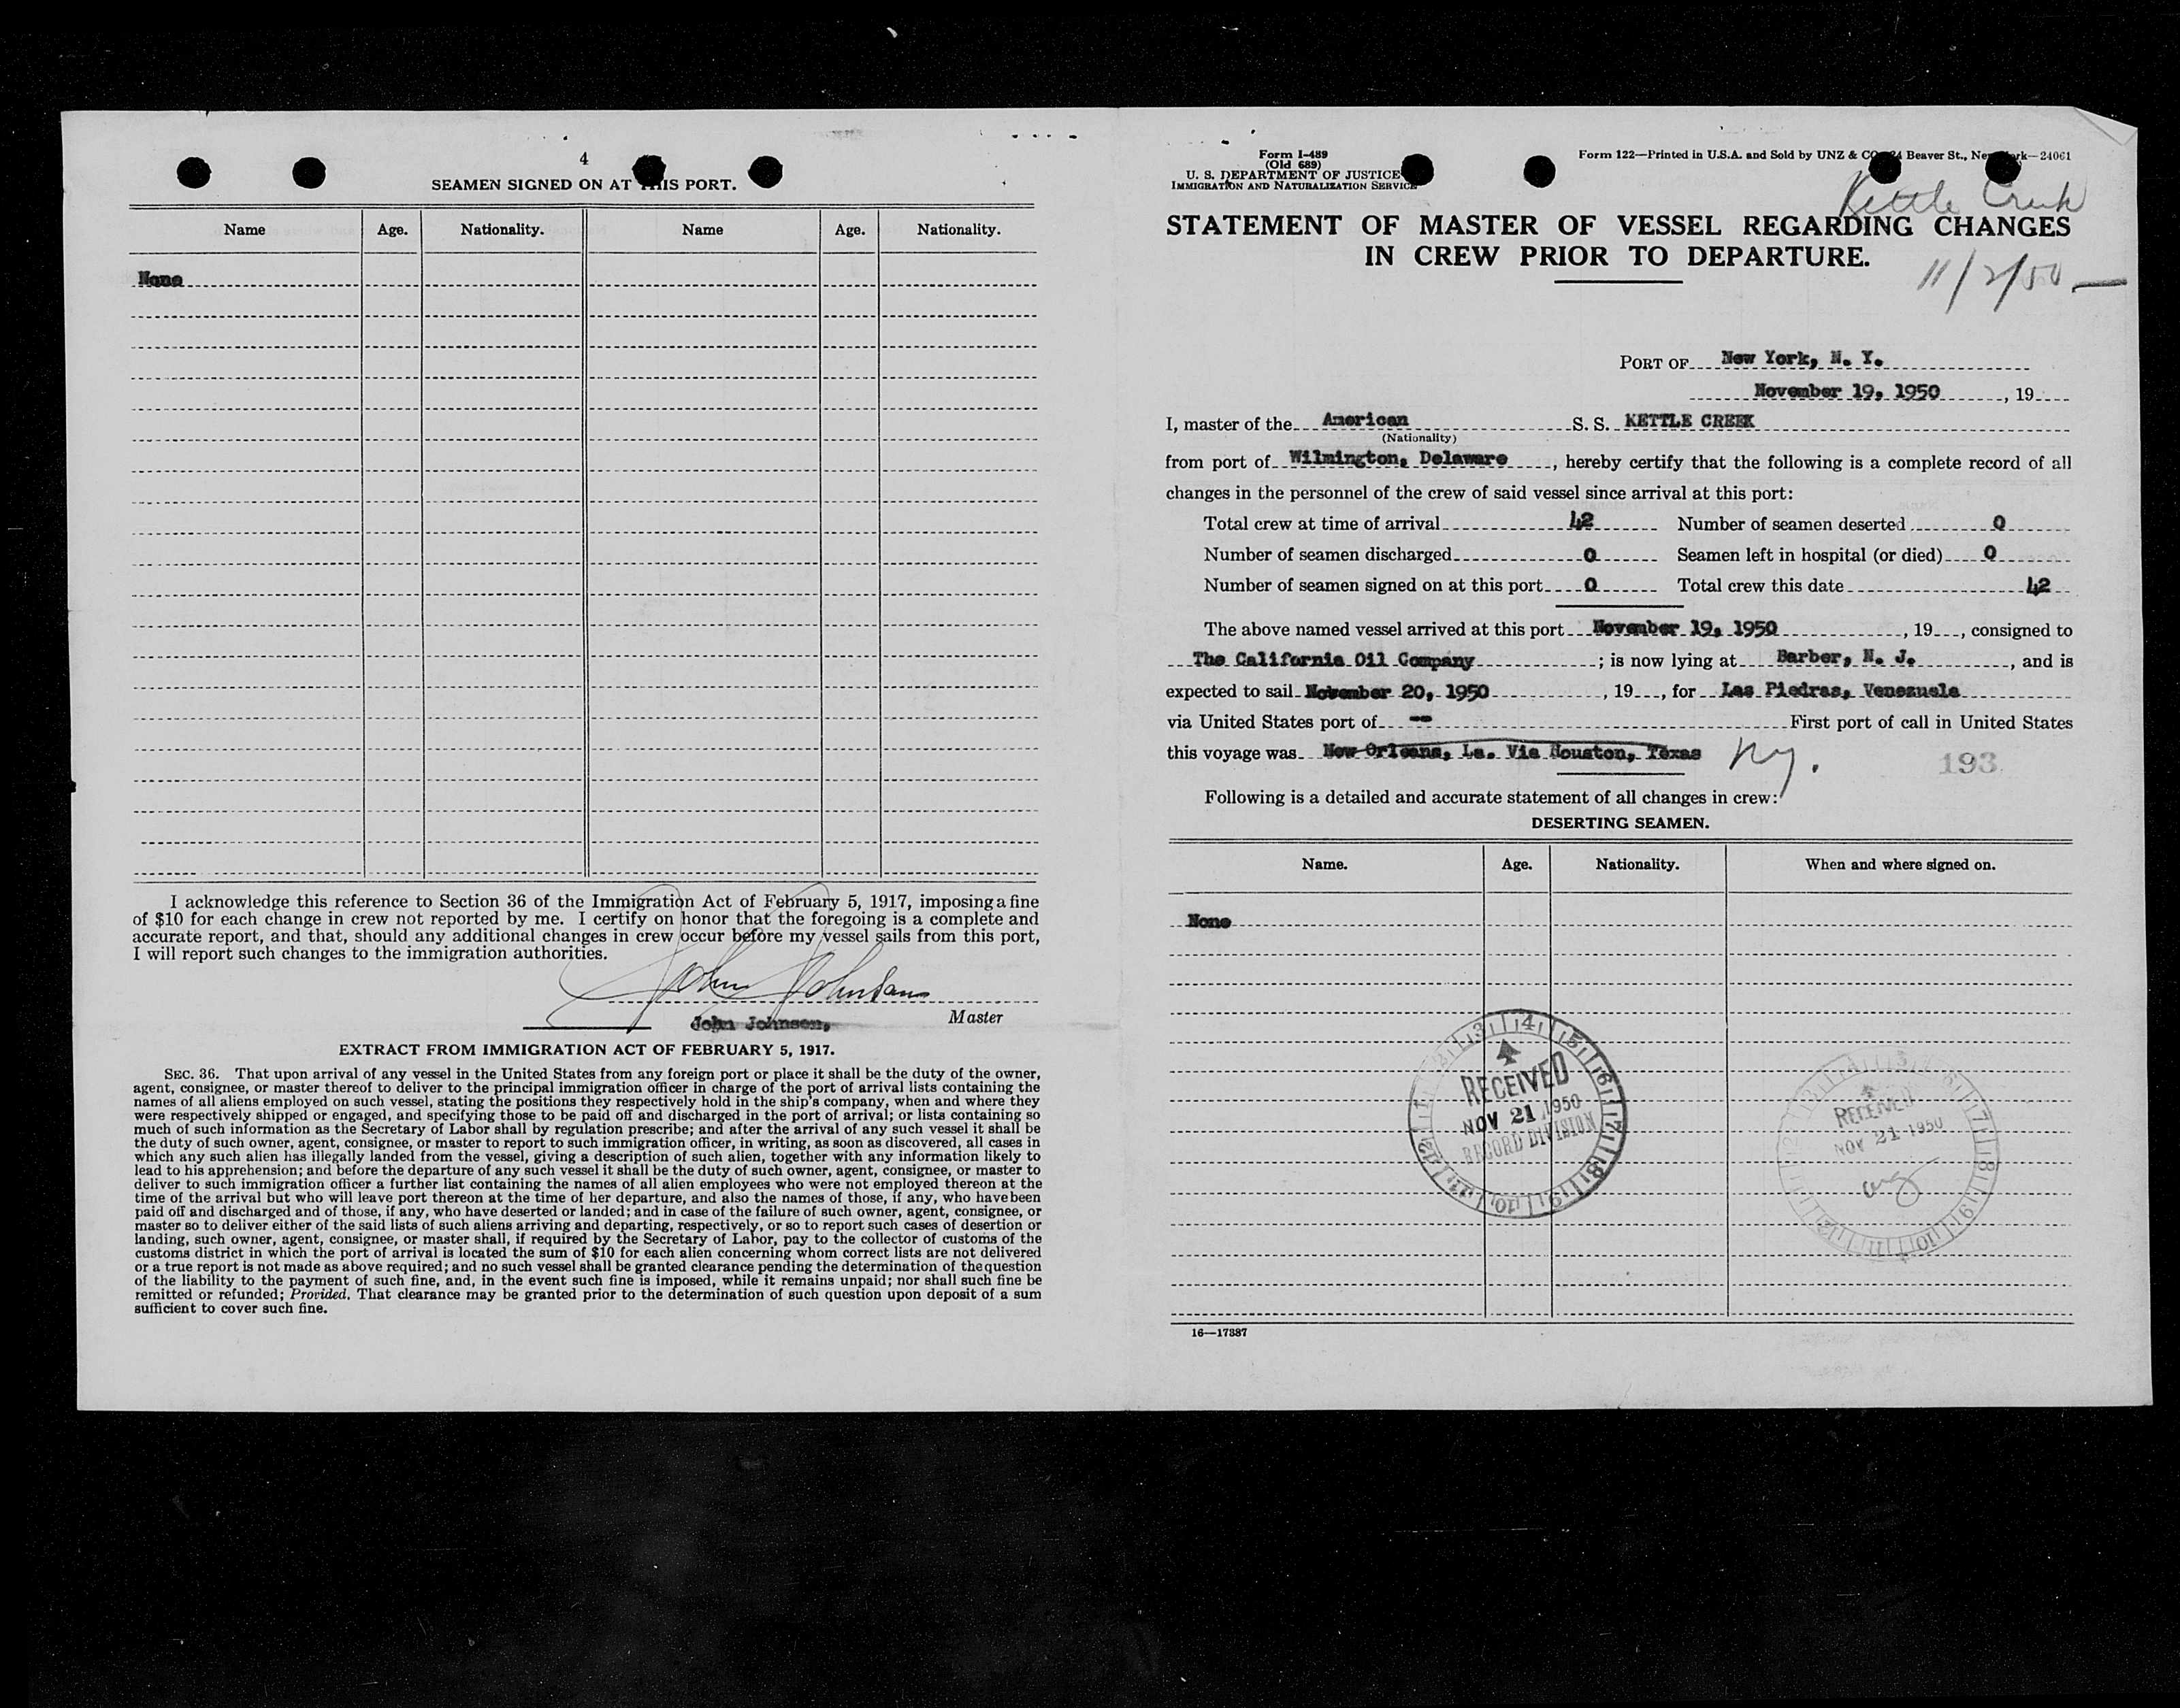 4
SEAMEN SIGNED ON AT THIS PORT.
Name Age. Nationality. Name Age. Nationality.
None
I acknowledge this reference to Section 36 of the Immigration Act of February 5, 1917, imposing a fine
of $10 for each change in crew not reported by me. I certify on honor that the foregoing is a complete and
accurate report, and that, should any additional changes in crew occur before my vessel sails from this port,
I will report such changes to the immigration authorities.
John Johnson
John Johnson, Master
EXTRACT FROM IMMIGRATION ACT OF FEBRUARY 5, 1917.
SEC. 36. That upon arrival of any vessel in the United States from any foreign port or place it shall be the duty of the owner,
agent, consignee, or master thereof to deliver to the principal immigration officer in charge of the port of arrival lists containing the
names of all aliens employed on such vessel, stating the positions they respectively hold in the ship's company, when and where they
were respectively shipped or engaged, and specifying those to be paid off and discharged in the port of arrival; or lists containing so
much of such information as the Secretary of Labor shall by regulation prescribe; and after the arrival of any such vessel it shall be
the duty of such owner, agent, consignee, or master to report to such immigration officer, in writing, as soon as discovered, all cases in
which any such alien has illegally landed from the vessel, giving a description of such alien, together with any information likely to
lead to his apprehension; and before the departure of any such vessel it shall be the duty of such owner, agent, consignee, or master to
deliver to such immigration officer a further list containing the names of all alien employees who were not employed thereon at the
time of the arrival but who will leave port thereon at the time of her departure, and also the names of those, if any, who have been
paid off and discharged and of those, if any, who have deserted or landed; and in case of the failure of such owner, agent, consignee, or
master so to deliver either of the said lists of such aliens arriving and departing, respectively, or so to report such cases of desertion or
landing, such owner, agent, consignee, or master shall, if required by the Secretary of Labor, pay to the collector of customs of the
customs district in which the port of arrival is located the sum of $10 for each alien concerning whom correct lists are not delivered
or a true report is not made as above required; and no such vessel shall be granted clearance pending the determination of the question
of the liability to the payment of such fine, and, in the event such fine is imposed, while it remains unpaid; nor shall such fine be
remitted or refunded; Provided, That clearance may be granted prior to the determination of such question upon deposit of a sum
sufficient to cover such fine.
Form I-489
(Old 689)
U. S. DEPARTMENT OF JUSTICE
IMMIGRATION AND NATURALIZATION SERVICE
Form 122—Printed in U.S.A. and Sold by UNZ & CO. 24 Beaver St., New York—24061
Kettle Creek
STATEMENT OF MASTER OF VESSEL REGARDING CHANGES
IN CREW PRIOR TO DEPARTURE.
11/2/50
PORT OF New York, N. Y.
November 19, 1950, 19
I, master of the American S. S. KETTLE CREEK
(Nationality)
from port of Wilmington, Delaware, hereby certify that the following is a complete record of all
changes in the personnel of the crew of said vessel since arrival at this port:
Total crew at time of arrival 42 Number of seamen deserted 0
Number of seamen discharged 0 Seamen left in hospital (or died) 0
Number of seamen signed on at this port 0 Total crew this date 42
The above named vessel arrived at this port November 19, 1950, 19, consigned to
The California Oil Company; is now lying at Barber, N. J., and is
expected to sail November 20, 1950, 19, for Las Piedras, Venezuela
via United States port of -- First port of call in United States
this voyage was New Orleans, La. Via Houston, Texas NY. 193
Following is a detailed and accurate statement of all changes in crew:
DESERTING SEAMEN.
Name. Age. Nationality. When and where signed on.
None
RECEIVED
NOV 21 1950
RECORD DIVISION
RECEIVED
NOV 21 1950
16—17387